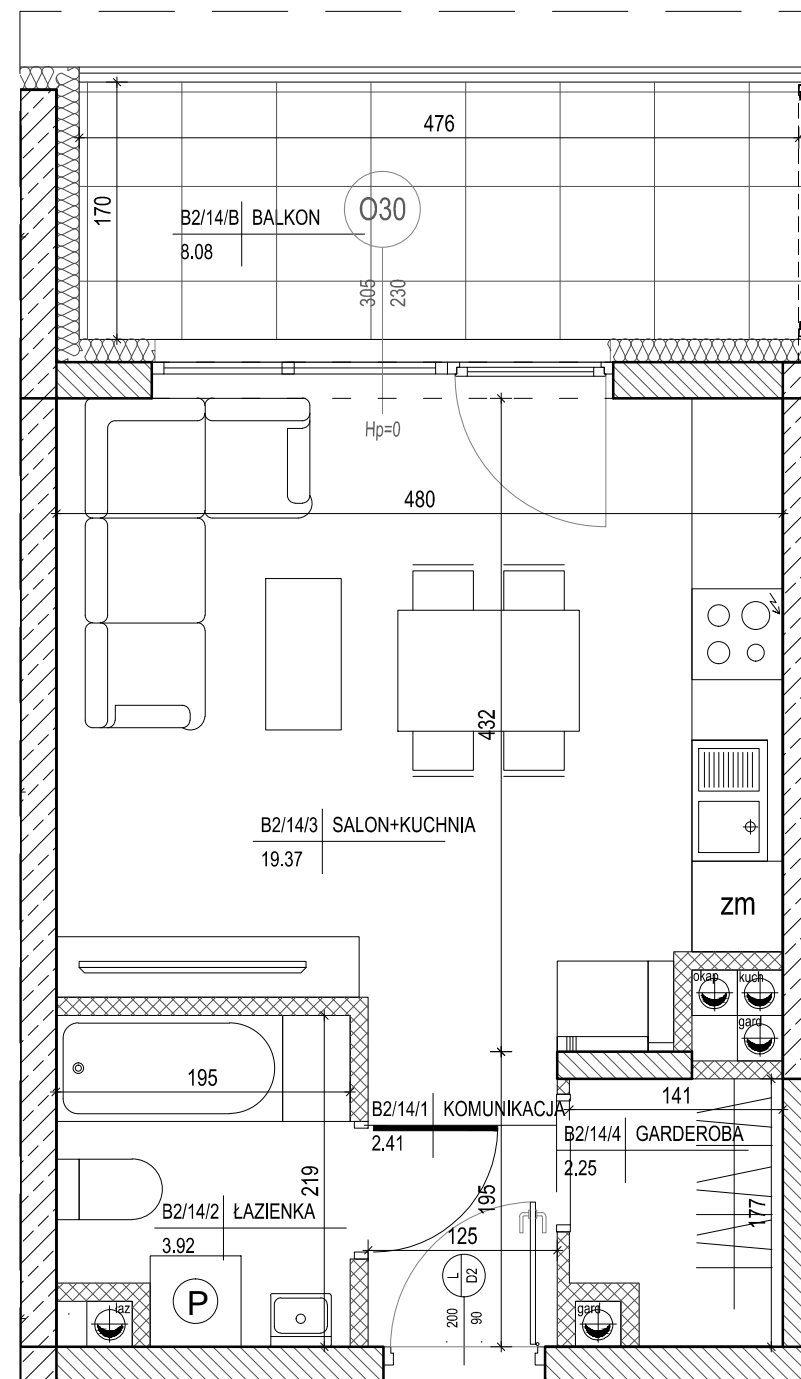 476
170
O30
B2/14/B BALKON
8.08
305
230
Hp=0
480
432
B2/14/3 SALON+KUCHNIA
19.37
zm
okap
kuch
gard
195
B2/14/1 KOMUNIKACJA
2.41
141
B2/14/4 GARDEROBA
2.25
219
195
177
B2/14/2 ŁAZIENKA
3.92
125
L
D2
200
90
P
łaz
gard